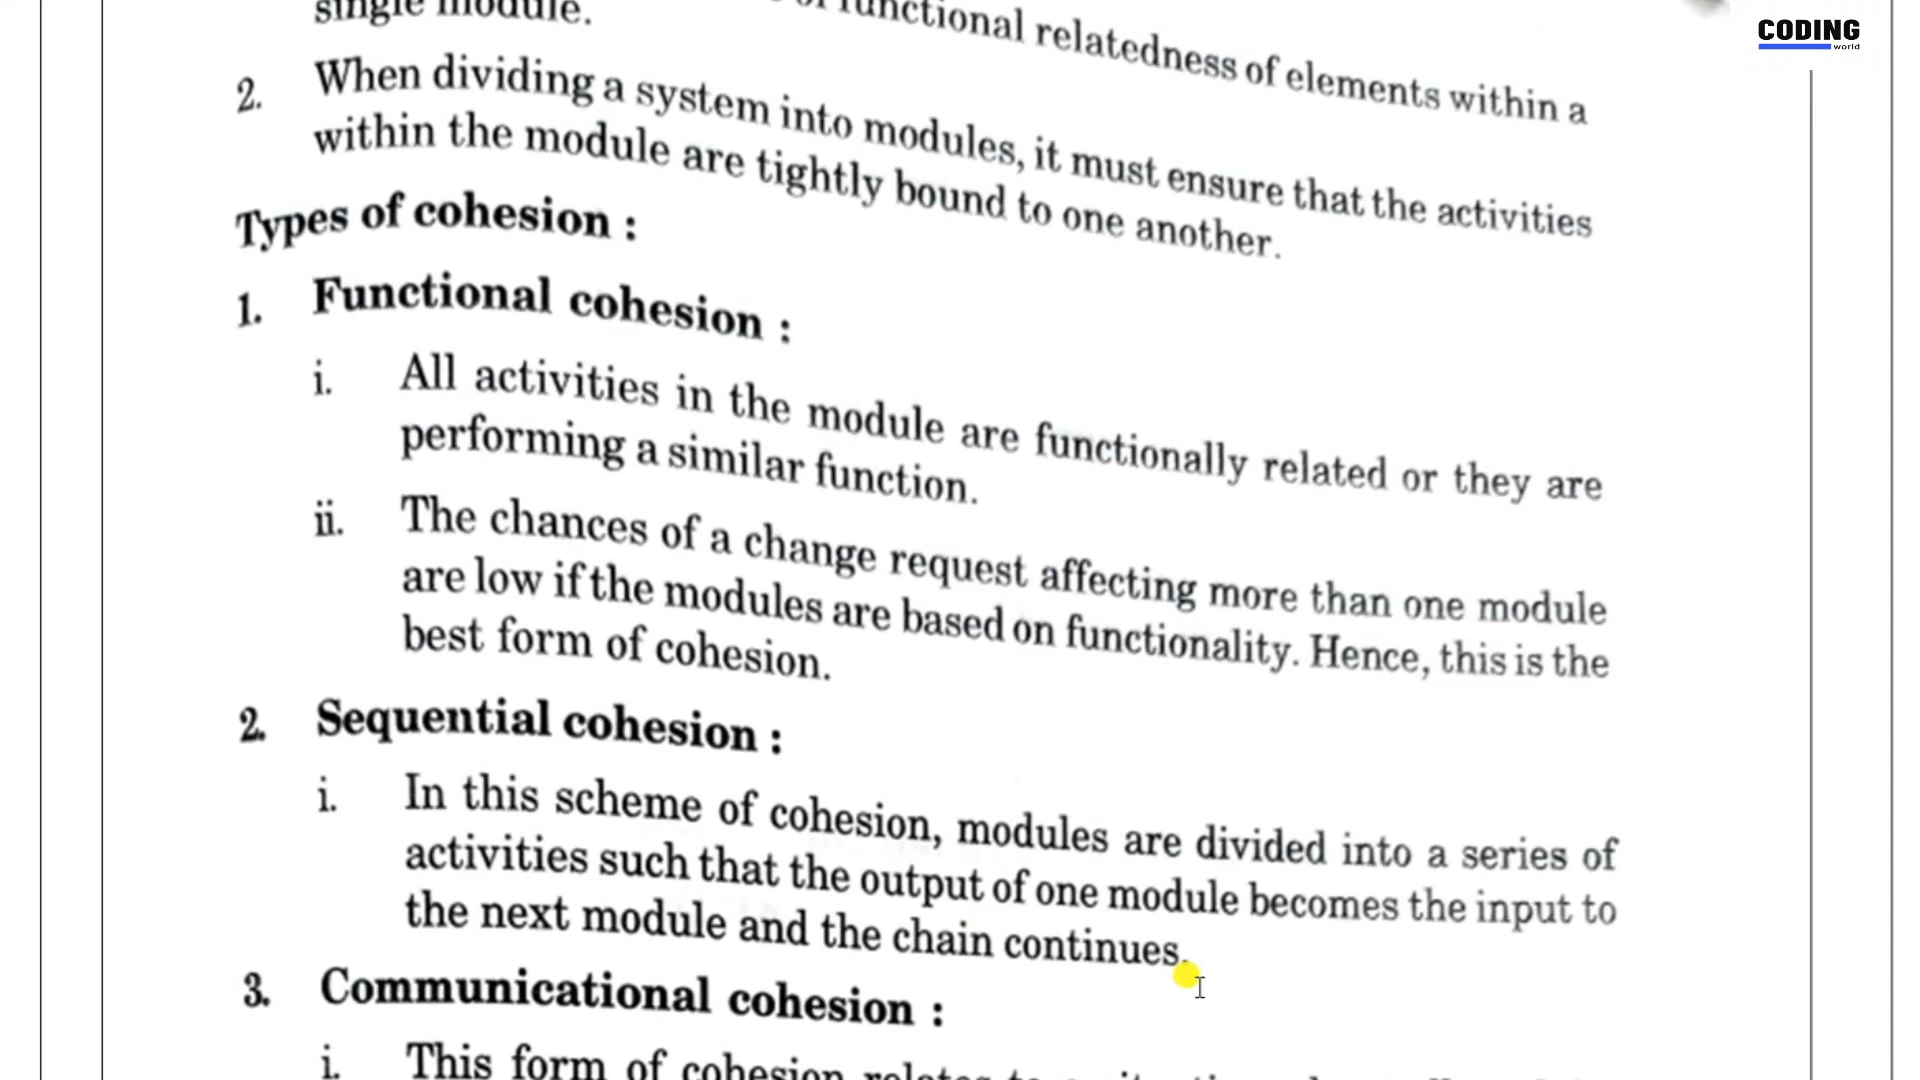 CODING
world
single module.
functional relatedness of elements within a
2. When dividing a system into modules, it must ensure that the activities
within the module are tightly bound to one another.
Types of cohesion :
1. Functional cohesion :
i. All activities in the module are functionally related or they are
performing a similar function.
ii. The chances of a change request affecting more than one module
are low if the modules are based on functionality. Hence, this is the
best form of cohesion.
2. Sequential cohesion :
i. In this scheme of cohesion, modules are divided into a series of
activities such that the output of one module becomes the input to
the next module and the chain continues.
3. Communicational cohesion :
i. This form of cohesion relates to a